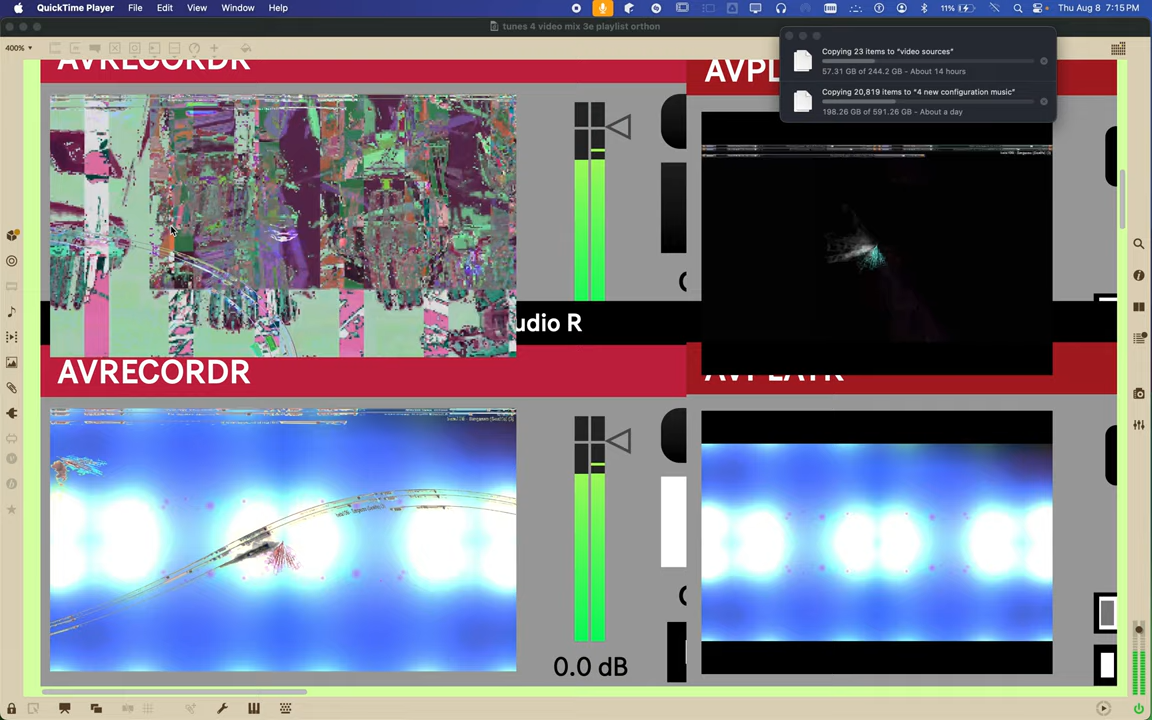 QuickTime Player File Edit View Window Help
11% Thu Aug 8 7:15 PM
tunes 4 video mix 3e playlist orthon
400%
Copying 23 items to "video sources"
57.31 GB of 244.2 GB - About 14 hours
Copying 20,819 items to "4 new configuration music"
198.26 GB of 591.26 GB - About a day
AVRECORDR
AVPL
udio R
AVRECORDR
AVPLAYR
0.0 dB